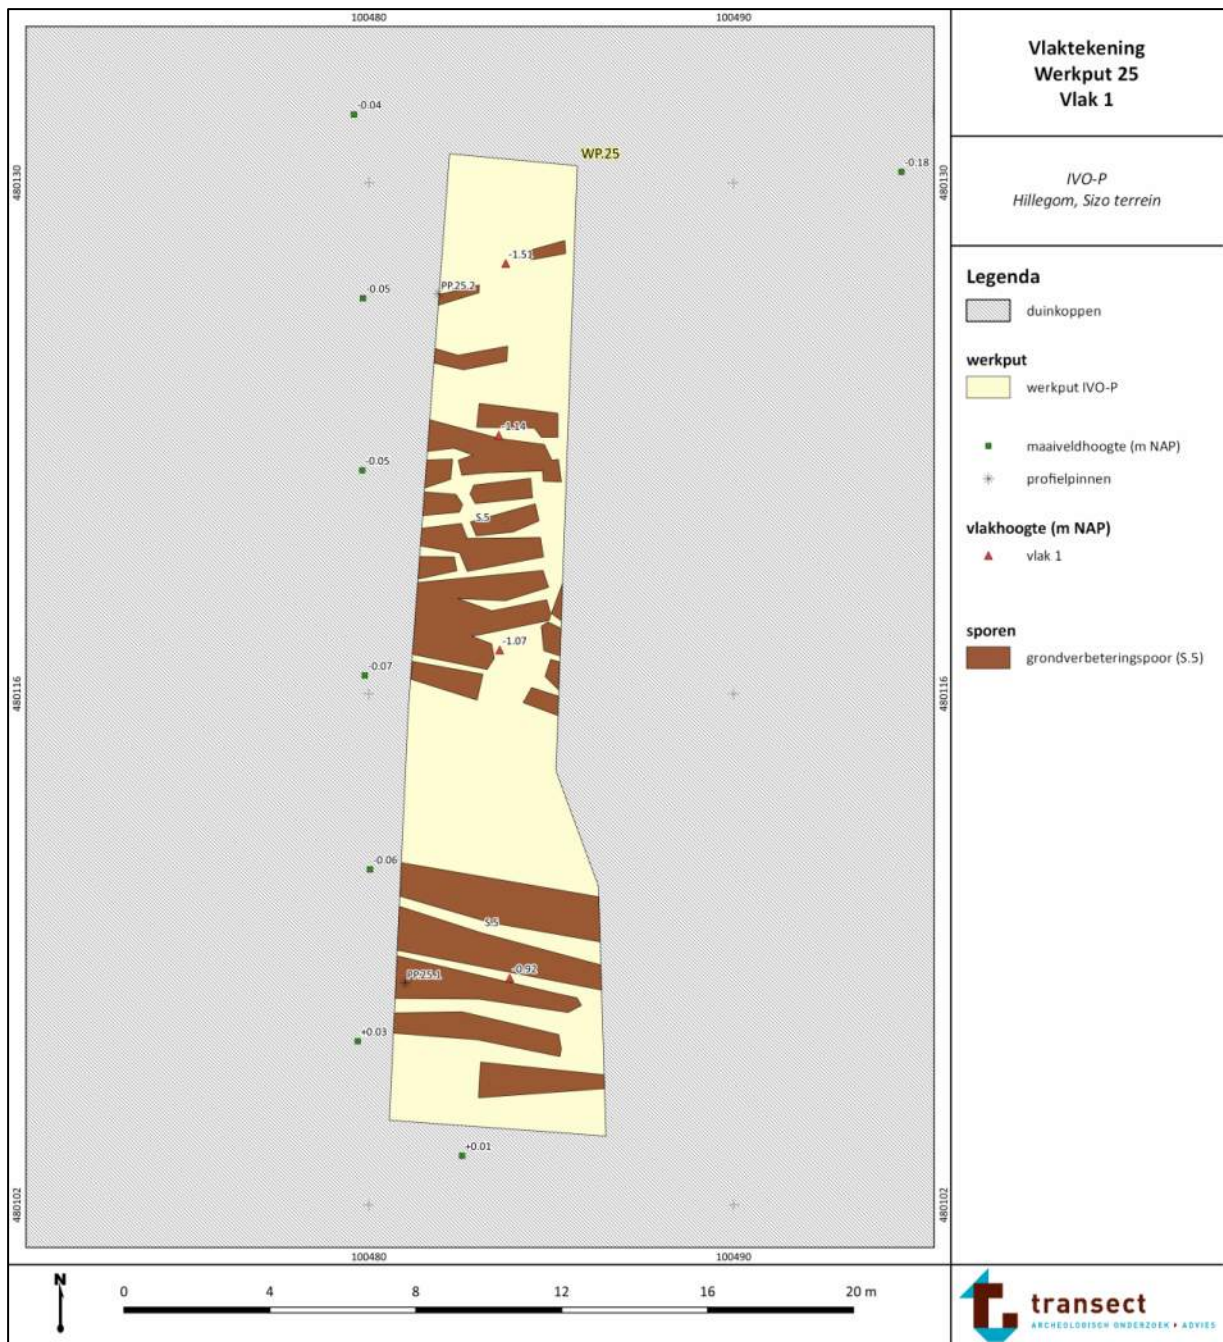 100480
100490
-0.04
WP.25
-0.18
480130
480130
-1.51
PP.25.2
-0.05
-1.14
-0.05
S.5
-1.07
-0.07
480116
480116
-0.06
S.5
PP.25.1
-0.92
+0.03
+0.01
480102
480102
100480
100490
N
0
4
8
12
16
20 m
Vlaktekening
Werkput 25
Vlak 1
IVO-P
Hillegom, Sizo terrein
Legenda
duinkoppen
werkput
werkput IVO-P
maaiveldhoogte (m NAP)
profielpinnen
vlakhoogte (m NAP)
vlak 1
sporen
grondverbeteringspoor (S.5)
transect
ARCHEOLOGISCH ONDERZOEK ▸ ADVIES